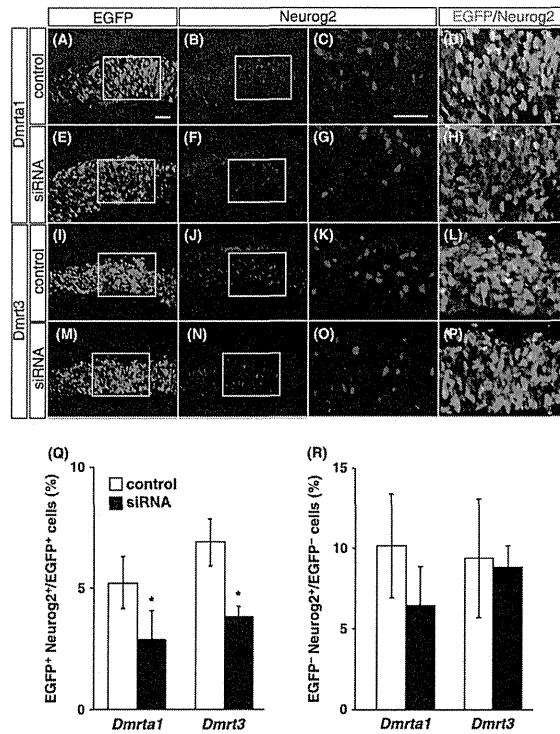 EGFP Neurog2 EGFP/Neurog2
Dmrta1
control
(A) (B) (C) (D)
siRNA
(E) (F) (G) (H)
Dmrt3
control
(I) (J) (K) (L)
siRNA
(M) (N) (O) (P)
(Q)
EGFP⁺ Neurog2⁺/EGFP⁺ cells (%)
10
5
0
control
siRNA
*
*
Dmrta1 Dmrt3
(R)
EGFP⁻ Neurog2⁺/EGFP⁻ cells (%)
15
10
5
0
Dmrta1 Dmrt3